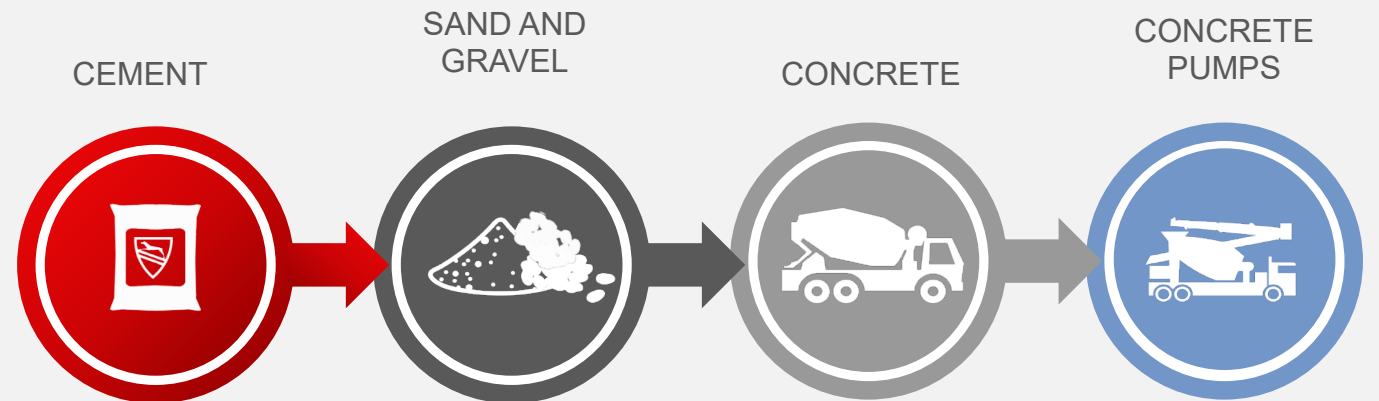 CEMENT
SAND AND
GRAVEL
CONCRETE
CONCRETE
PUMPS